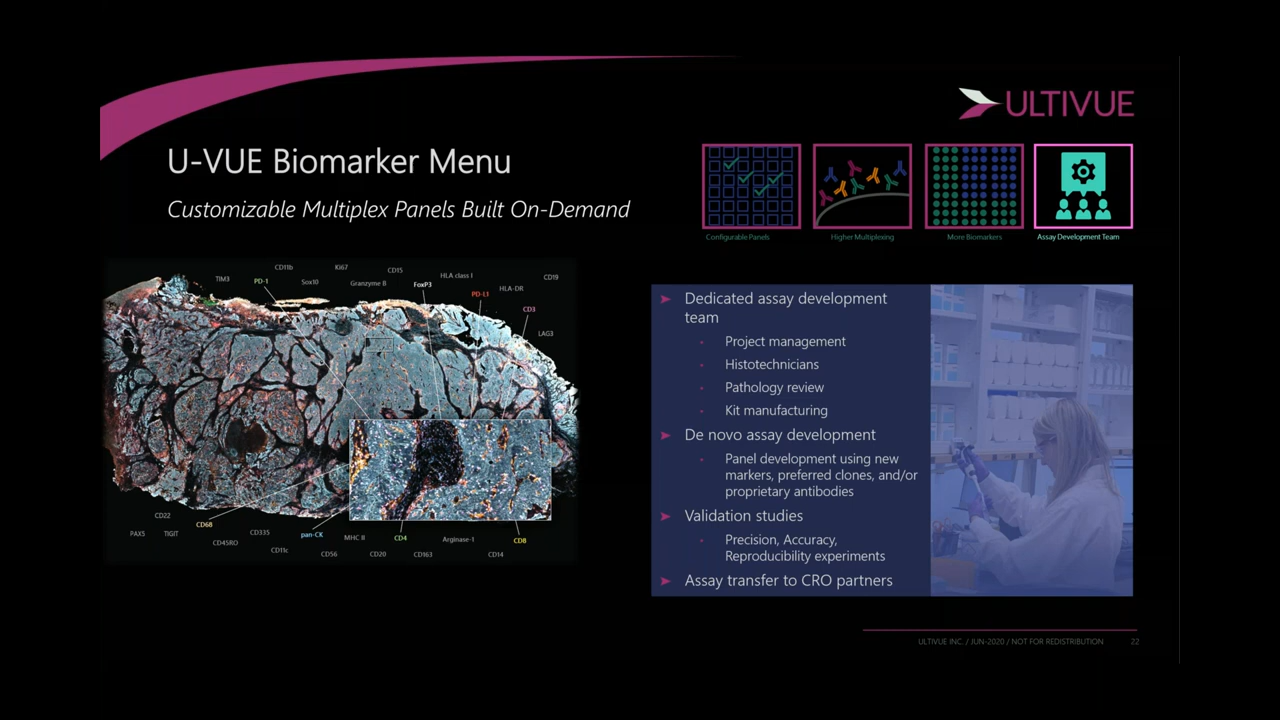 ULTIVUE
U-VUE Biomarker Menu
Customizable Multiplex Panels Built On-Demand
Configurable Panels
Higher Multiplexing
More Biomarkers
Assay Development Team
CD11b
Ki67
CD15
TIM3
PD-1
Sox10
Granzyme B
FoxP3
HLA class I
CD19
HLA-DR
PD-L1
CD3
LAG3
CD22
PAX5
TIGIT
CD68
CD45RO
CD335
CD11c
pan-CK
CD56
MHC II
CD20
CD4
CD163
Arginase-1
CD14
CD8
Dedicated assay development
team
Project management
Histotechnicians
Pathology review
Kit manufacturing
De novo assay development
Panel development using new
markers, preferred clones, and/or
proprietary antibodies
Validation studies
Precision, Accuracy,
Reproducibility experiments
Assay transfer to CRO partners
ULTIVUE INC. / JUN-2020 / NOT FOR REDISTRIBUTION 22